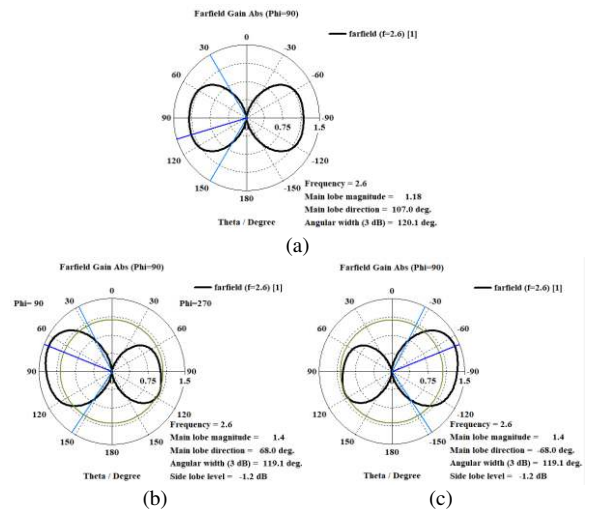 Farfield Gain Abs (Phi=90)
farfield (f=2.6) [1]
0
30
-30
60
-60
90
0.75
1.5
-90
120
-120
150
-150
180
Frequency = 2.6
Main lobe magnitude = 1.18
Main lobe direction = 107.0 deg.
Angular width (3 dB) = 120.1 deg.
Theta / Degree
(a)
Farfield Gain Abs (Phi=90)
farfield (f=2.6) [1]
Phi= 90
Phi=270
0
30
30
60
60
90
0.75
1.5
90
120
120
150
150
180
Frequency = 2.6
Main lobe magnitude = 1.4
Main lobe direction = 68.0 deg.
Angular width (3 dB) = 119.1 deg.
Side lobe level = -1.2 dB
Theta / Degree
(b)
Farfield Gain Abs (Phi=90)
farfield (f=2.6) [1]
0
30
-30
60
-60
90
0.75
1.5
-90
120
-120
150
-150
180
Frequency = 2.6
Main lobe magnitude = 1.4
Main lobe direction = -68.0 deg.
Angular width (3 dB) = 119.1 deg.
Side lobe level = -1.2 dB
Theta / Degree
(c)